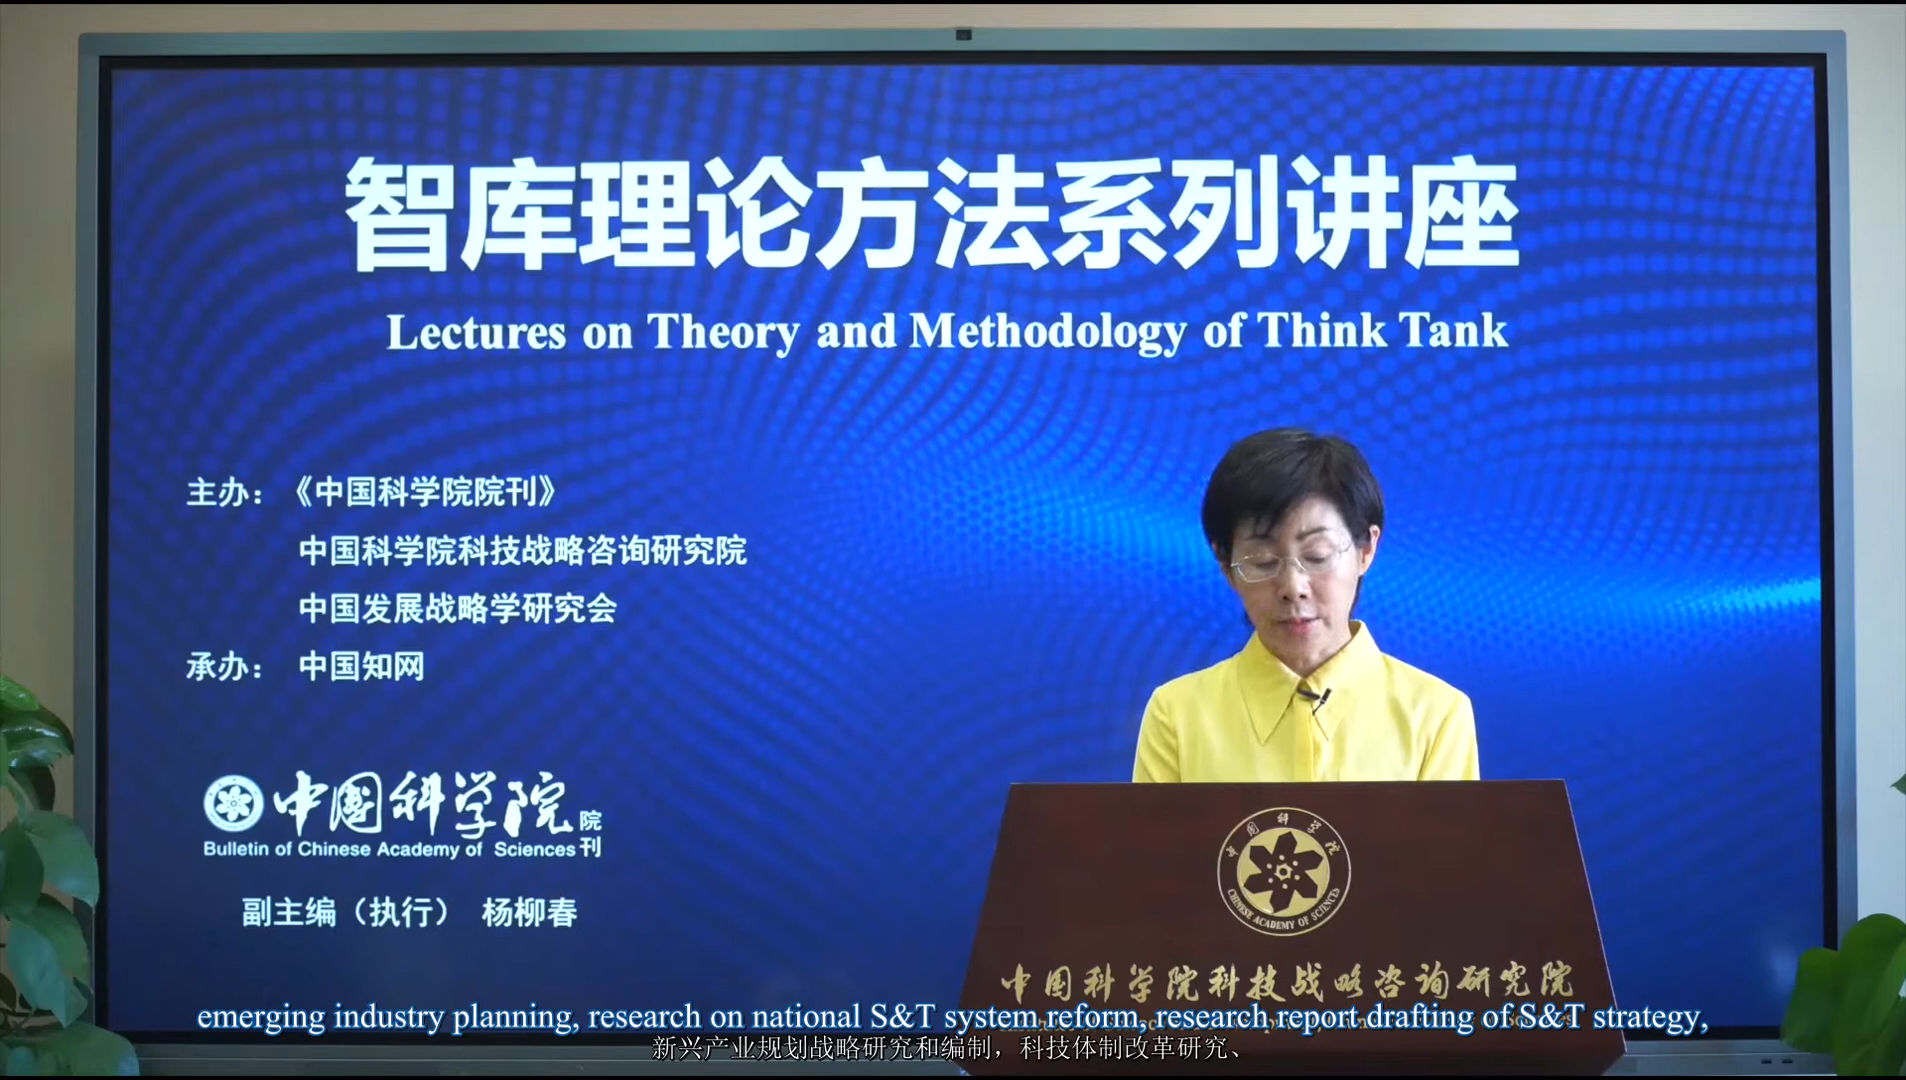 智库理论方法系列讲座
Lectures on Theory and Methodology of Think Tank
主办：《中国科学院院刊》
中国科学院科技战略咨询研究院
中国发展战略学研究会
承办： 中国知网
中国科学院院刊
Bulletin of Chinese Academy of Sciences
副主编（执行） 杨柳春
中国科学院
CHINESE ACADEMY OF SCIENCES
中国科学院科技战略咨询研究院
emerging industry planning, research on national S&T system reform, research report drafting of S&T strategy,
新兴产业规划战略研究和编制，科技体制改革研究、